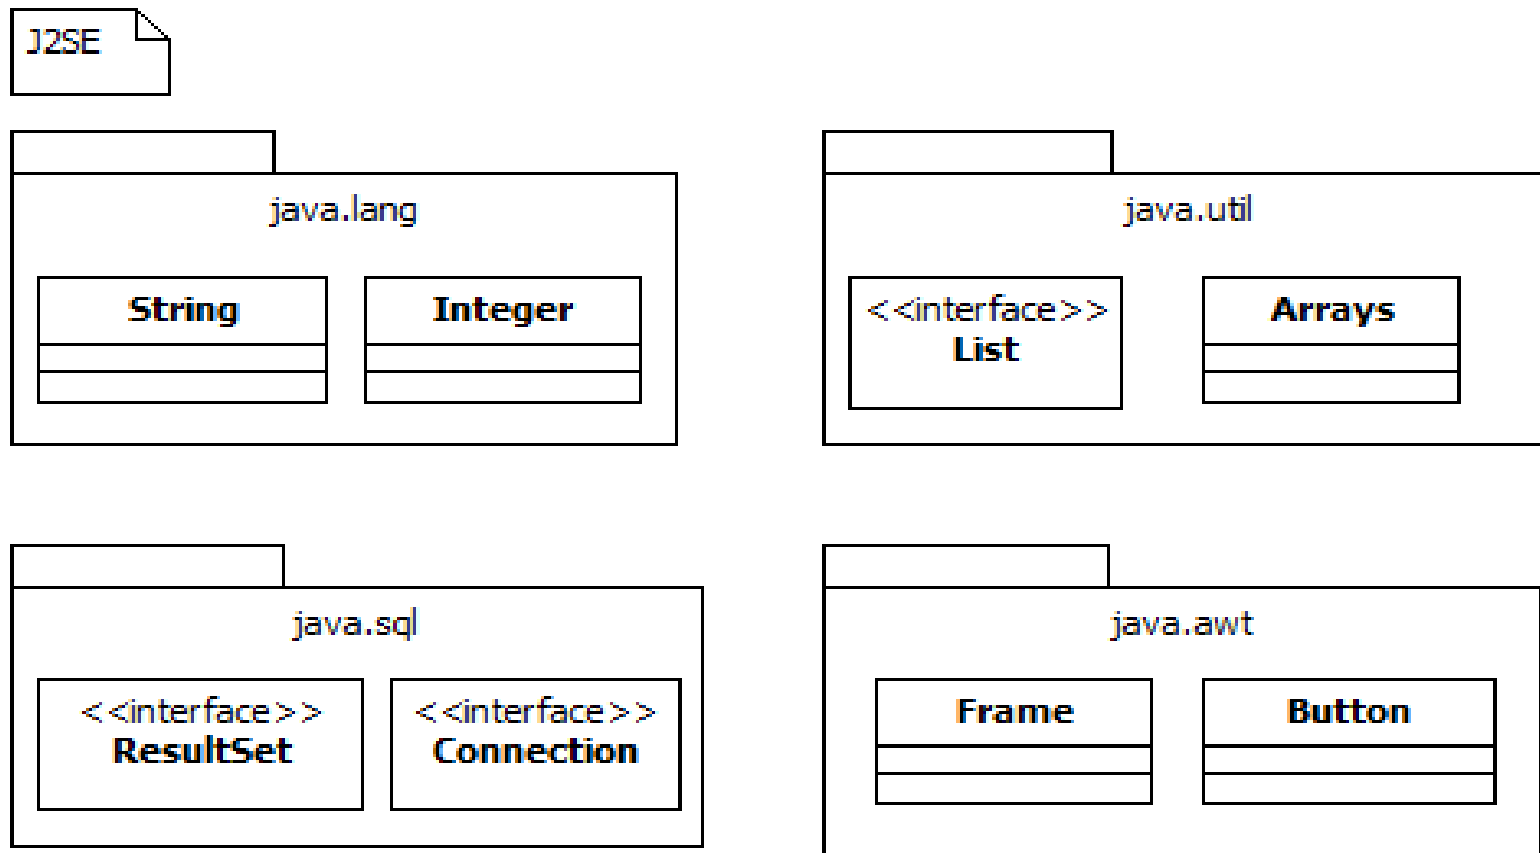 J2SE
java.lang
String
Integer
java.util
<<interface>>
List
Arrays
java.sql
<<interface>>
ResultSet
<<interface>>
Connection
java.awt
Frame
Button